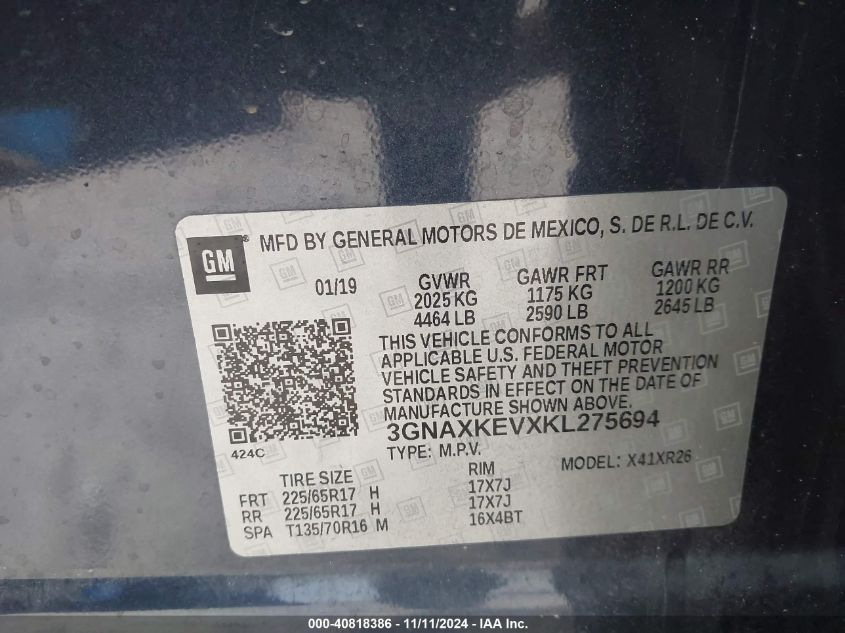 GM
MFD BY GENERAL MOTORS DE MEXICO, S. DE R.L. DE C.V.
01/19 GVWR GAWR FRT GAWR RR
2025 KG 1175 KG 1200 KG
4464 LB 2590 LB 2645 LB
THIS VEHICLE CONFORMS TO ALL
APPLICABLE U.S. FEDERAL MOTOR
VEHICLE SAFETY AND THEFT PREVENTION
STANDARDS IN EFFECT ON THE DATE OF
MANUFACTURE SHOWN ABOVE.
3GNAXKEVXKL275694
424C
TYPE: M.P.V. MODEL: X41XR26
TIRE SIZE RIM
FRT 225/65R17 H 17X7J
RR 225/65R17 H 17X7J
SPA T135/70R16 M 16X4BT
000-40818386 - 11/11/2024 - IAA Inc.